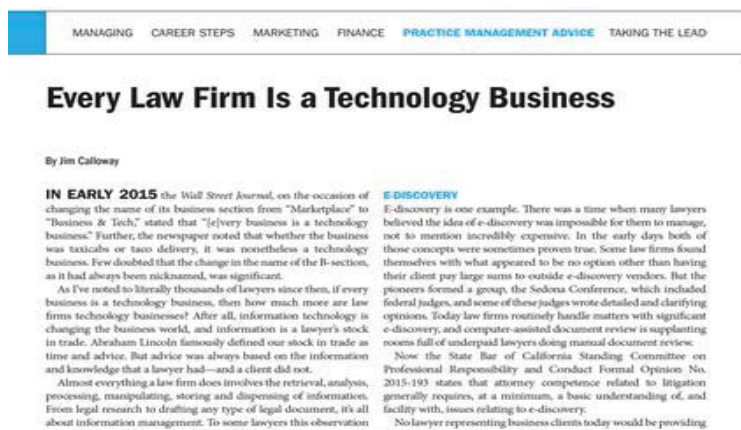 MANAGING CAREER STEPS MARKETING FINANCE PRACTICE MANAGEMENT ADVICE TAKING THE LEAD
Every Law Firm Is a Technology Business
By Jim Calloway
IN EARLY 2015 the Wall Street Journal, on the occasion of
changing the name of its business section from “Marketplace” to
“Business & Tech,” stated that “[e]very business is a technology
business.” Further, the newspaper noted that whether the business
was taxicabs or taco delivery, it was nonetheless a technology
business. Few doubted that the change in the name of the B-section,
as it had always been nicknamed, was significant.
As I’ve noted to literally thousands of lawyers since then, if every
business is a technology business, then how much more are law
firms technology businesses? After all, information technology is
changing the business world, and information is a lawyer’s stock
in trade. Abraham Lincoln famously defined our stock in trade as
time and advice. But advice was always based on the information
and knowledge that a lawyer had—and a client did not.
Almost everything a law firm does involves the retrieval, analysis,
processing, manipulating, storing and dispensing of information.
From legal research to drafting any type of legal document, it’s all
about information management. To some lawyers this observation
E-DISCOVERY
E-discovery is one example. There was a time when many lawyers
believed the idea of e-discovery was impossible for them to manage,
not to mention incredibly expensive. In the early days both of
those concepts were sometimes proven true. Some law firms found
themselves with what appeared to be no option other than having
their client pay large sums to outside e-discovery vendors. But the
pioneers formed a group, the Sedona Conference, which included
federal judges, and some of these judges wrote detailed and clarifying
opinions. Today law firms routinely handle matters with significant
e-discovery, and computer-assisted document review is supplanting
rooms full of underpaid lawyers doing manual document review.
Now the State Bar of California Standing Committee on
Professional Responsibility and Conduct Formal Opinion No.
2015-193 states that attorney competence related to litigation
generally requires, at a minimum, a basic understanding of, and
facility with, issues relating to e-discovery.
No lawyer representing business clients today would be providing